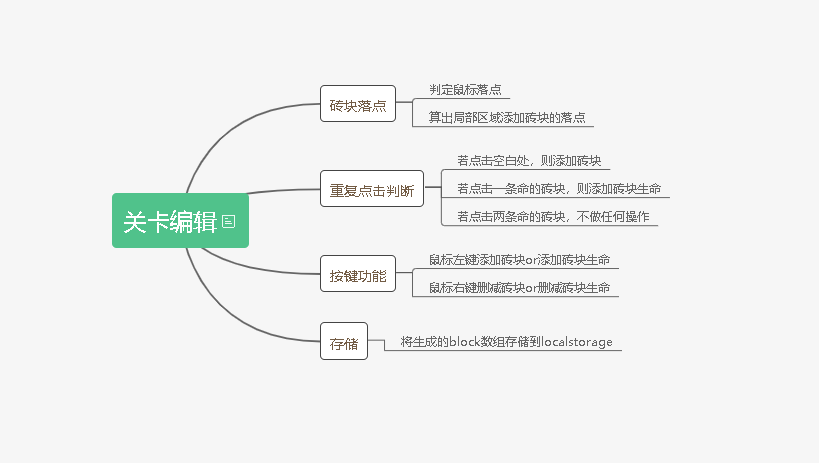 关卡编辑
砖块落点
判定鼠标落点
算出局部区域添加砖块的落点
重复点击判断
若点击空白处，则添加砖块
若点击一条命的砖块，则添加砖块生命
若点击两条命的砖块，不做任何操作
按键功能
鼠标左键添加砖块or添加砖块生命
鼠标右键删减砖块or删减砖块生命
存储
将生成的block数组存储到localstorage